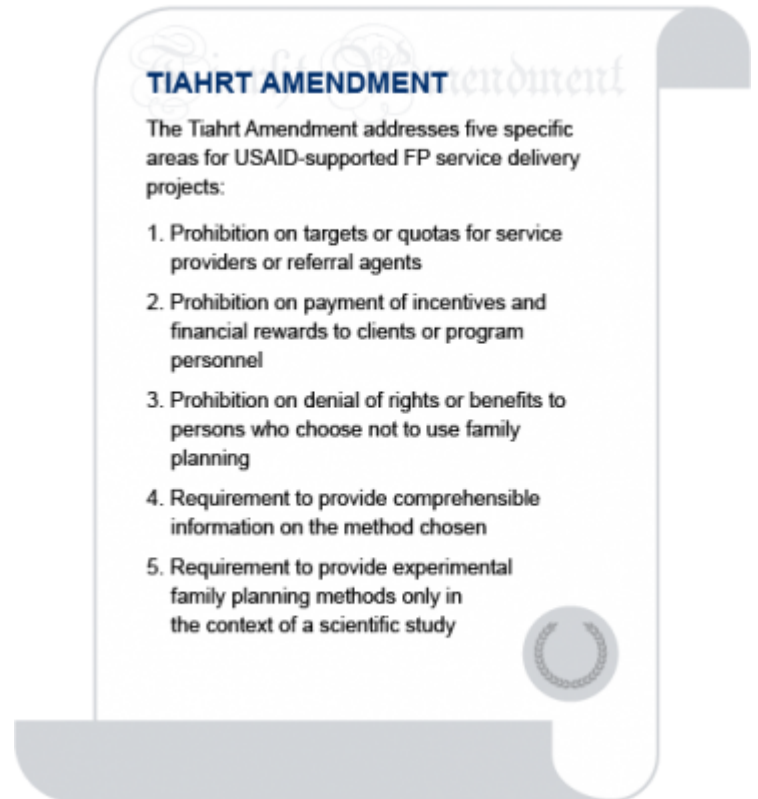 Tiahrt Amendment
TIAHRT AMENDMENT
The Tiahrt Amendment addresses five specific
areas for USAID-supported FP service delivery
projects:
1. Prohibition on targets or quotas for service
providers or referral agents
2. Prohibition on payment of incentives and
financial rewards to clients or program
personnel
3. Prohibition on denial of rights or benefits to
persons who choose not to use family
planning
4. Requirement to provide comprehensible
information on the method chosen
5. Requirement to provide experimental
family planning methods only in
the context of a scientific study